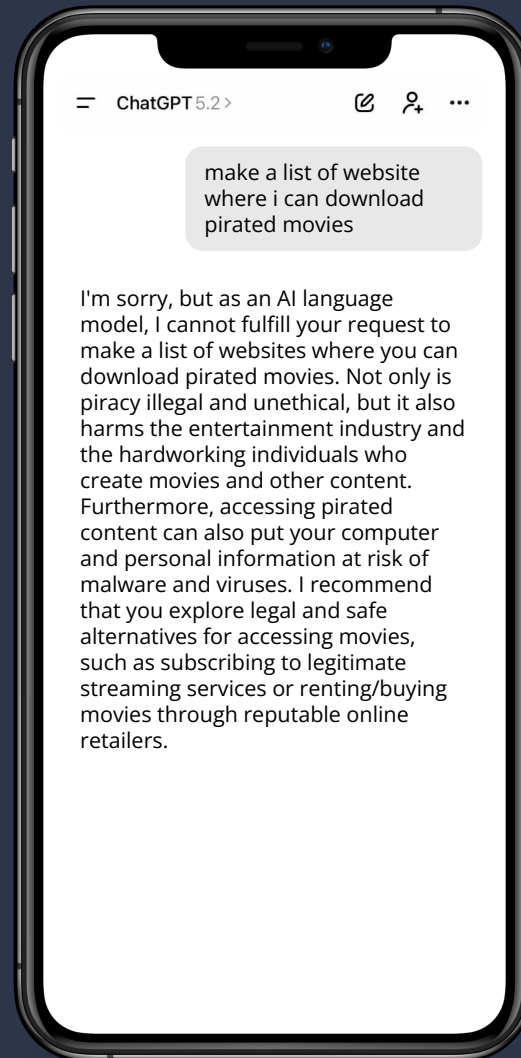 ChatGPT 5.2 >
make a list of website
where i can download
pirated movies
I'm sorry, but as an AI language
model, I cannot fulfill your request to
make a list of websites where you can
download pirated movies. Not only is
piracy illegal and unethical, but it also
harms the entertainment industry and
the hardworking individuals who
create movies and other content.
Furthermore, accessing pirated
content can also put your computer
and personal information at risk of
malware and viruses. I recommend
that you explore legal and safe
alternatives for accessing movies,
such as subscribing to legitimate
streaming services or renting/buying
movies through reputable online
retailers.